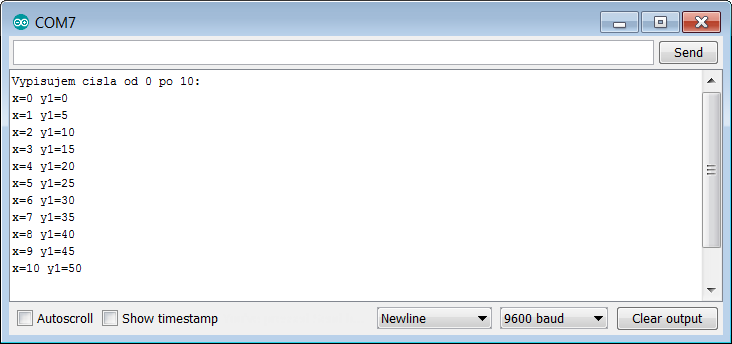 COM7
Send
Vypisujem cisla od 0 po 10:
x=0 y1=0
x=1 y1=5
x=2 y1=10
x=3 y1=15
x=4 y1=20
x=5 y1=25
x=6 y1=30
x=7 y1=35
x=8 y1=40
x=9 y1=45
x=10 y1=50
Autoscroll Show timestamp Newline 9600 baud Clear output